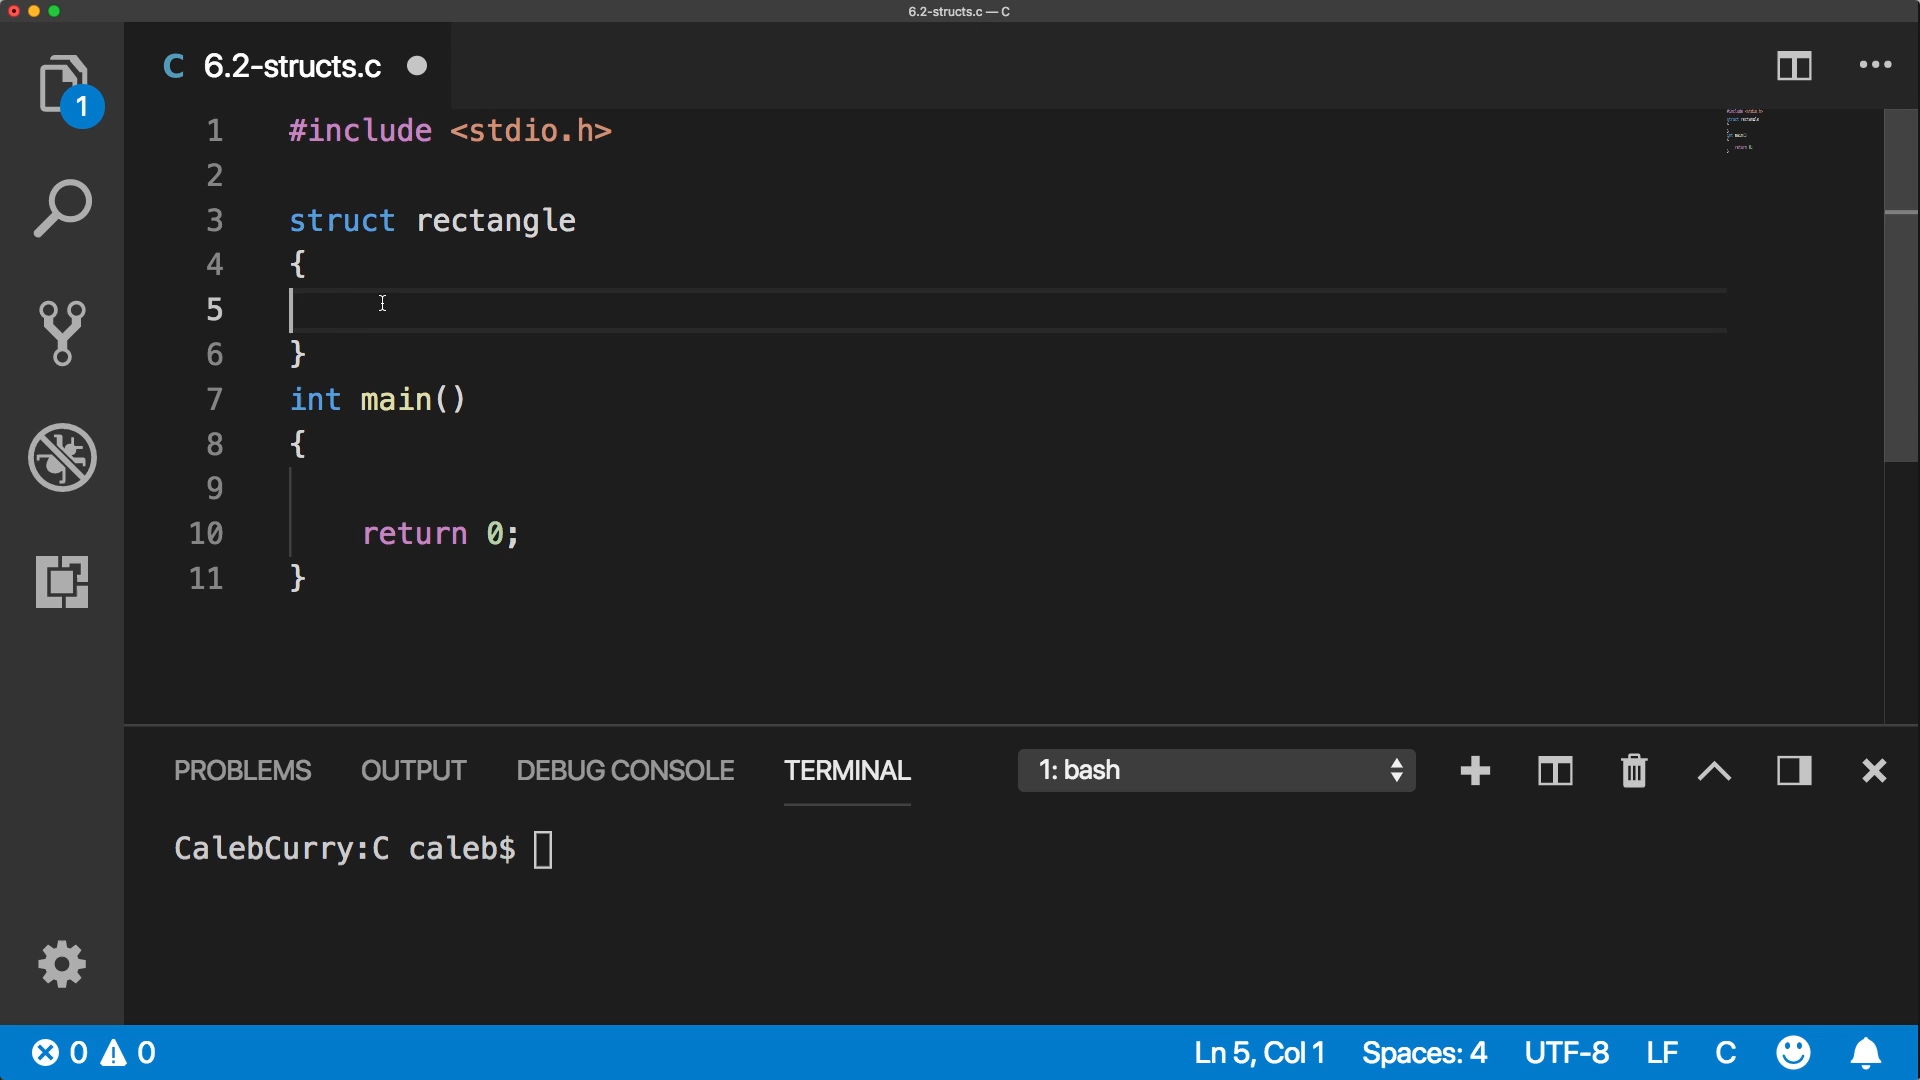 6.2-structs.c — C
C 6.2-structs.c
1
1 #include <stdio.h>
2
3 struct rectangle
4 {
5
6 }
7 int main()
8 {
9
10     return 0;
11 }
PROBLEMS OUTPUT DEBUG CONSOLE TERMINAL 1: bash
CalebCurry:C caleb$
0 0 Ln 5, Col 1 Spaces: 4 UTF-8 LF C